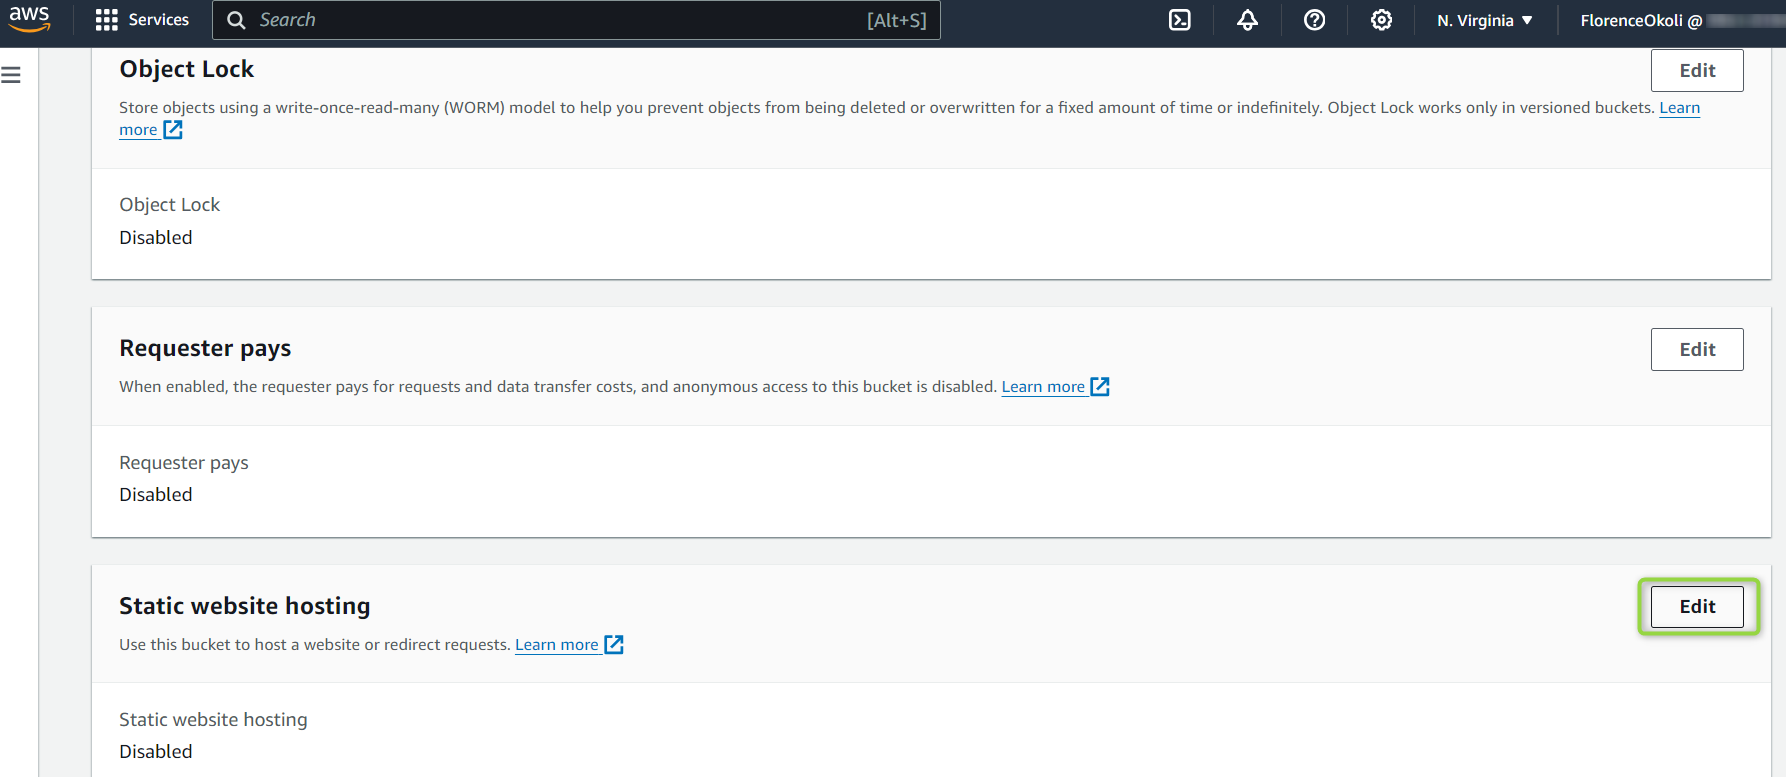 aws Services Search [Alt+S] N. Virginia FlorenceOkoli @
Object Lock Edit
Store objects using a write-once-read-many (WORM) model to help you prevent objects from being deleted or overwritten for a fixed amount of time or indefinitely. Object Lock works only in versioned buckets. Learn
more
Object Lock
Disabled
Requester pays Edit
When enabled, the requester pays for requests and data transfer costs, and anonymous access to this bucket is disabled. Learn more
Requester pays
Disabled
Static website hosting Edit
Use this bucket to host a website or redirect requests. Learn more
Static website hosting
Disabled